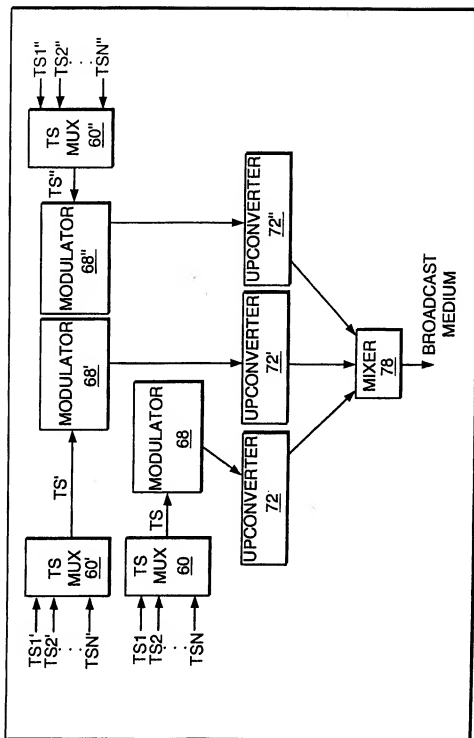 TS1"
TS2"
. . .
TSN"
TS
MUX
60"
TS"
MODULATOR
68"
MODULATOR
68'
TS'
TS
MUX
60'
TS1'
TS2'
. . .
TSN'
TS
MUX
60
TS1
TS2
. . .
TSN
TS
MODULATOR
68
UPCONVERTER
72
UPCONVERTER
72'
UPCONVERTER
72"
MIXER
78
BROADCAST
MEDIUM